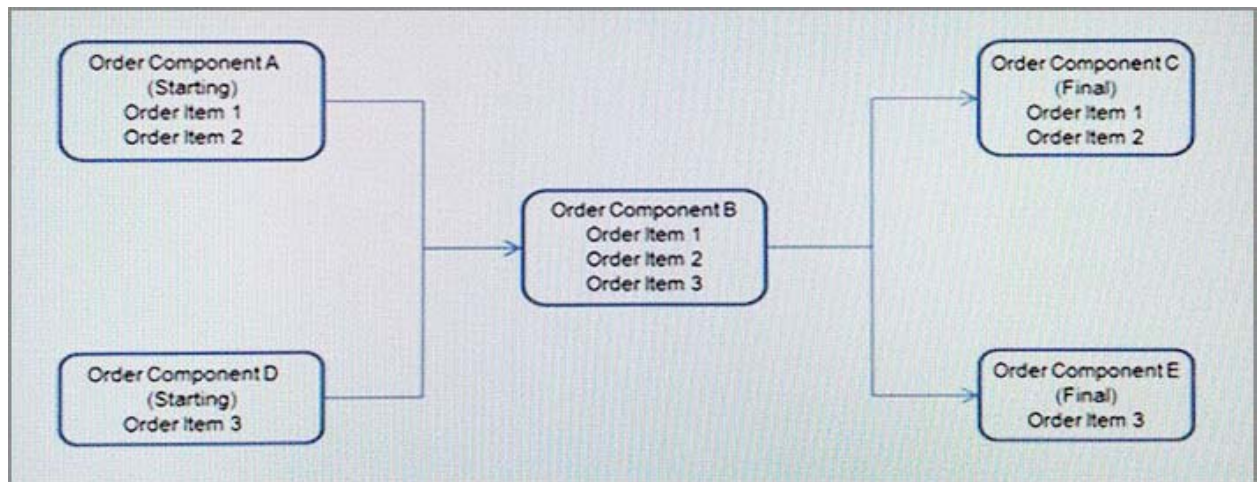 Order Component A
(Starting)
Order Item 1
Order Item 2
Order Component D
(Starting)
Order Item 3
Order Component B
Order Item 1
Order Item 2
Order Item 3
Order Component C
(Final)
Order Item 1
Order Item 2
Order Component E
(Final)
Order Item 3